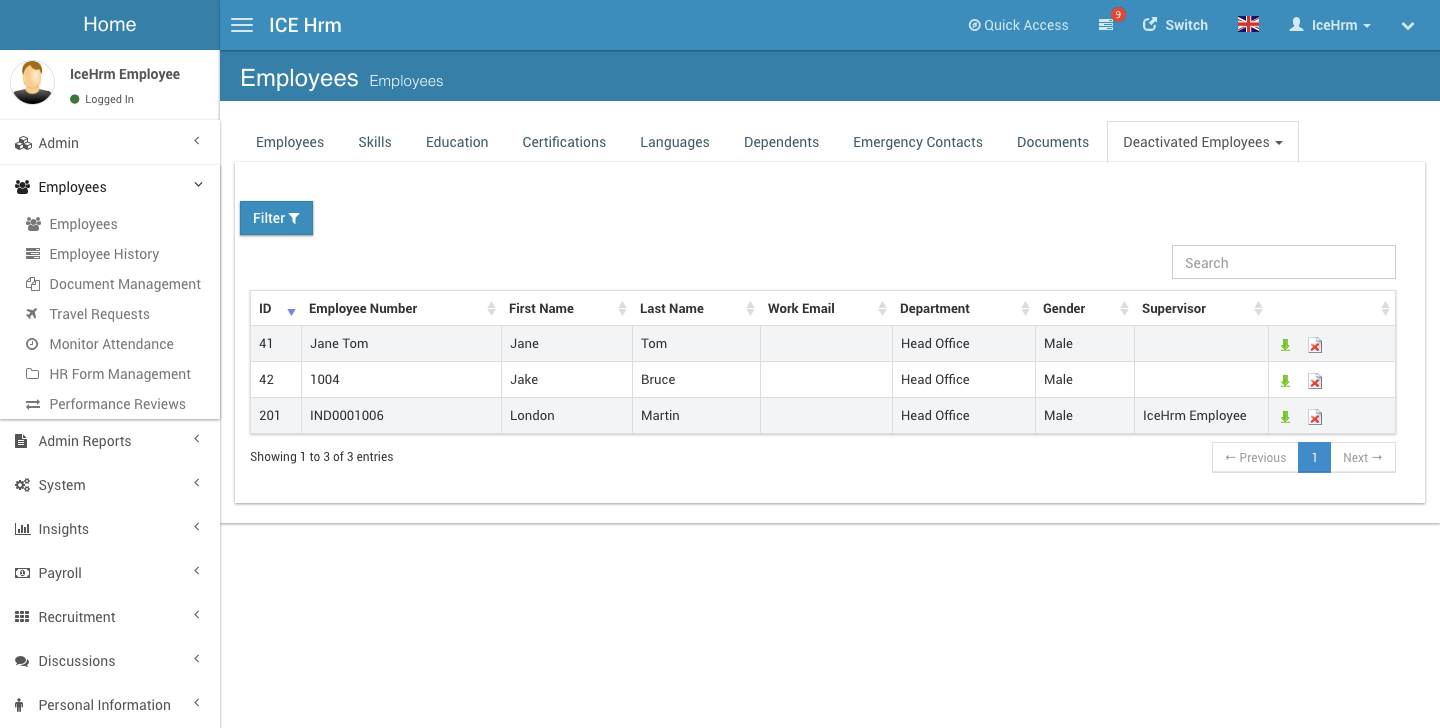 Home
ICE Hrm
Quick Access
9
Switch
IceHrm
IceHrm Employee
Logged In
Employees Employees
Admin
Employees
Employees
Employee History
Document Management
Travel Requests
Monitor Attendance
HR Form Management
Performance Reviews
Admin Reports
System
Insights
Payroll
Recruitment
Discussions
Personal Information
Employees Skills Education Certifications Languages Dependents Emergency Contacts Documents Deactivated Employees
Filter
Search
ID Employee Number First Name Last Name Work Email Department Gender Supervisor
41 Jane Tom Jane Tom Head Office Male
42 1004 Jake Bruce Head Office Male
201 IND0001006 London Martin Head Office Male IceHrm Employee
Showing 1 to 3 of 3 entries
← Previous 1 Next →